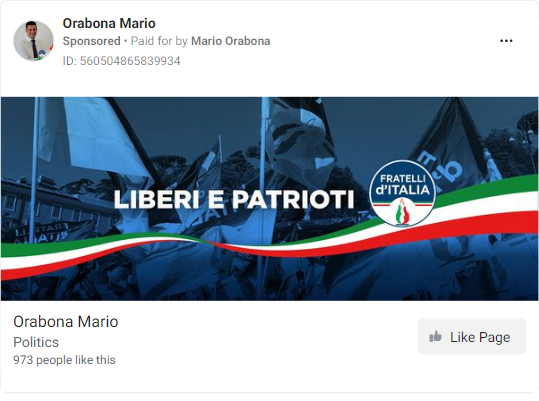 Orabona Mario
Sponsored • Paid for by Mario Orabona
ID: 560504865839934
LIBERI E PATRIOTI
FRATELLI
d'ITALIA
Orabona Mario
Politics
973 people like this
Like Page